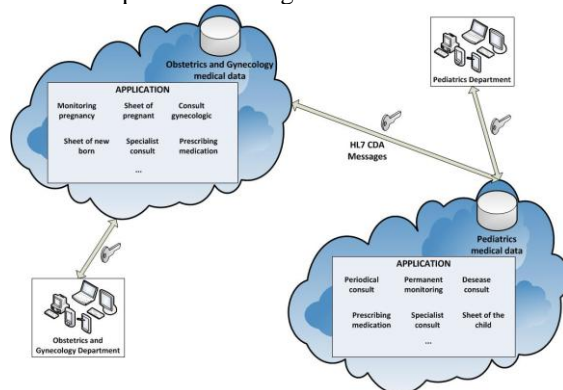 Obstetrics and Gynecology
medical data
APPLICATION
Monitoring
pregnancy
Sheet of
pregnant
Consult
gynecologic
Sheet of new
born
Specialist
consult
Prescribing
medication
...
Pediatrics Department
HL7 CDA
Messages
Obstetrics and
Gynecology Department
Pediatrics
medical data
APPLICATION
Periodical
consult
Permanent
monitoring
Desease
consult
Prescribing
medication
Specialist
consult
Sheet of the
child
...